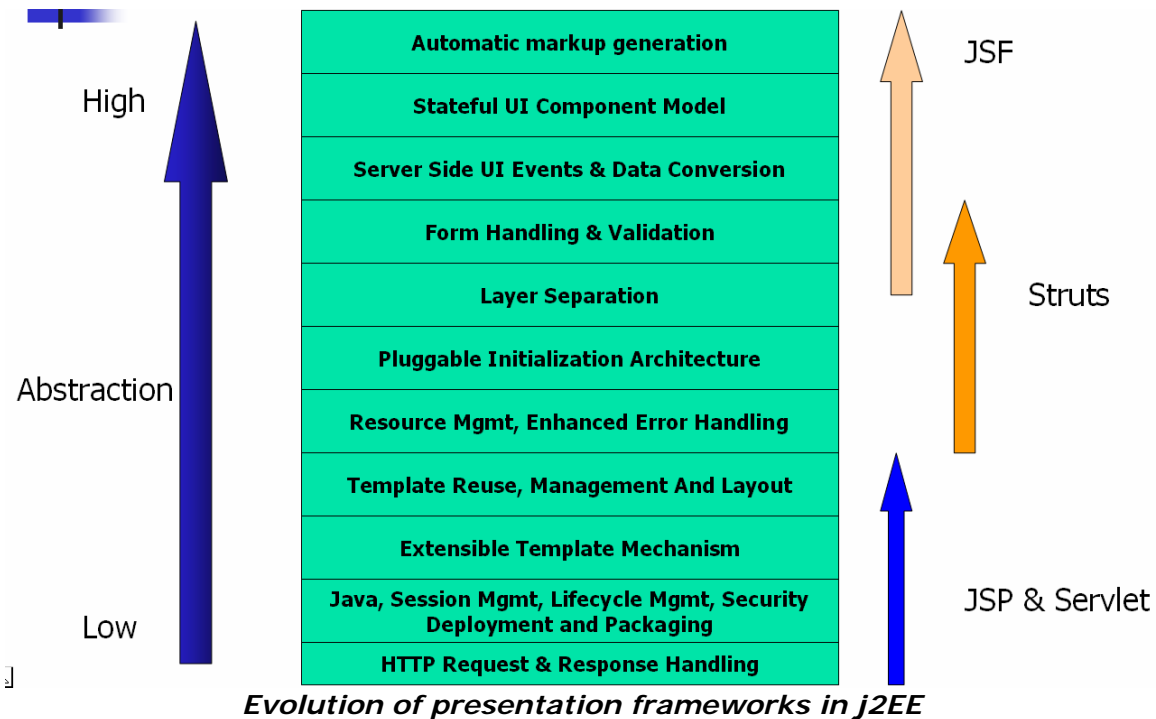 Automatic markup generation
JSF
High
Stateful UI Component Model
Server Side UI Events & Data Conversion
Form Handling & Validation
Layer Separation
Struts
Pluggable Initialization Architecture
Abstraction
Resource Mgmt, Enhanced Error Handling
Template Reuse, Management And Layout
Extensible Template Mechanism
Java, Session Mgmt, Lifecycle Mgmt, Security
Deployment and Packaging
JSP & Servlet
Low
HTTP Request & Response Handling
Evolution of presentation frameworks in j2EE